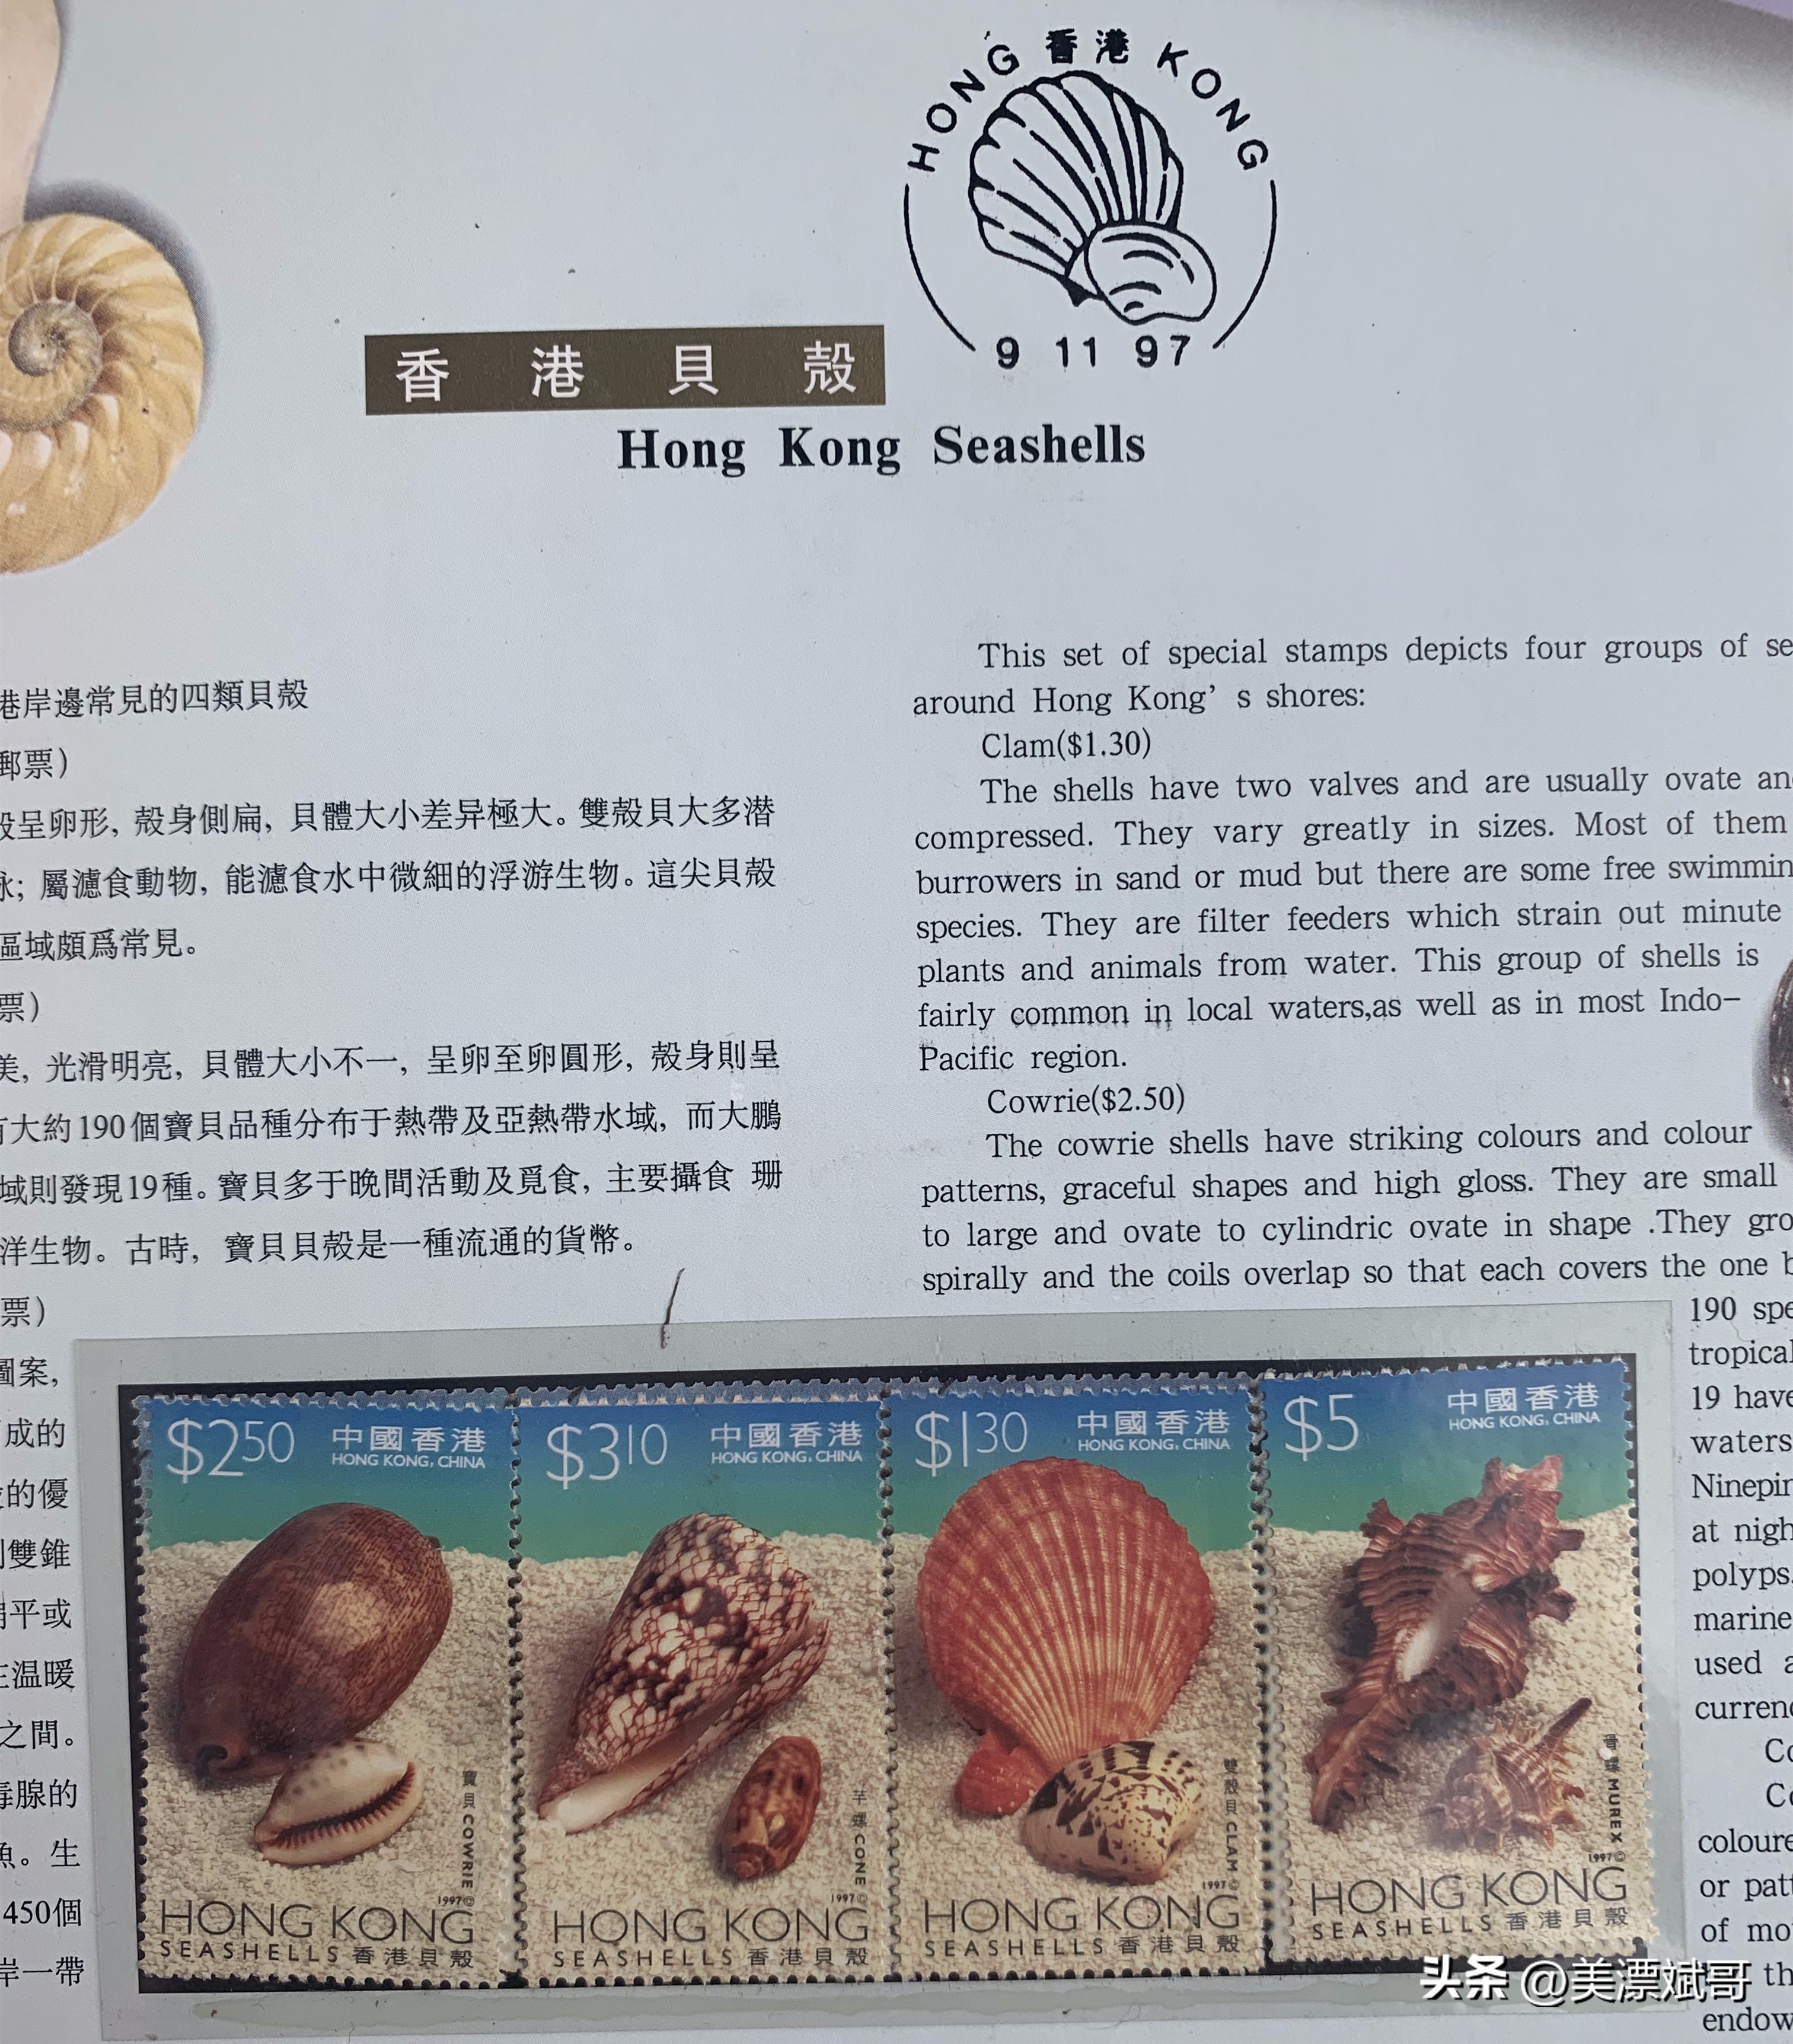 HONG 香港 KONG
9 11 97
香港貝殼
Hong Kong Seashells
港岸邊常見的四類貝殼
郵票）
殼呈卵形, 殼身側扁, 貝體大小差异極大。雙殼貝大多潜
泳; 屬濾食動物, 能濾食水中微細的浮游生物。這尖貝殼
區域頗爲常見。
票）
美, 光滑明亮, 貝體大小不一, 呈卵至卵圓形, 殼身則呈
有大約190個寶貝品種分布于熱帶及亞熱帶水域, 而大鵬
域則發現19種。寶貝多于晚間活動及覓食, 主要攝食 珊
洋生物。古時, 寶貝貝殼是一種流通的貨幣。
票）
圖案,
成的
的優
雙錐
平或
温暖
之間。
毒腺的
魚。生
450個
岸一帶
This set of special stamps depicts four groups of se
around Hong Kong's shores:
Clam($1.30)
The shells have two valves and are usually ovate an
compressed. They vary greatly in sizes. Most of them
burrowers in sand or mud but there are some free swimmin
species. They are filter feeders which strain out minute
plants and animals from water. This group of shells is
fairly common in local waters,as well as in most Indo-
Pacific region.
Cowrie($2.50)
The cowrie shells have striking colours and colour
patterns, graceful shapes and high gloss. They are small
to large and ovate to cylindric ovate in shape .They gro
spirally and the coils overlap so that each covers the one b
190 spe
tropical
19 have
waters
Ninepin
at nigh
polyps.
marine
used a
currenc
Co
Co
coloure
or patt
of mo
th
endow
$250 中國香港
HONG KONG, CHINA
寶貝 COWRIE
1997©
HONG KONG
SEASHELLS 香港貝殼
$310 中國香港
HONG KONG, CHINA
芋螺 CONE
1997©
HONG KONG
SEASHELLS 香港貝殼
$130 中國香港
HONG KONG, CHINA
雙殼貝 CLAM
1997©
HONG KONG
SEASHELLS 香港貝殼
$5 中國香港
HONG KONG, CHINA
骨螺 MUREX
1997©
HONG KONG
SEASHELLS 香港貝殼
头条 @美漂斌哥